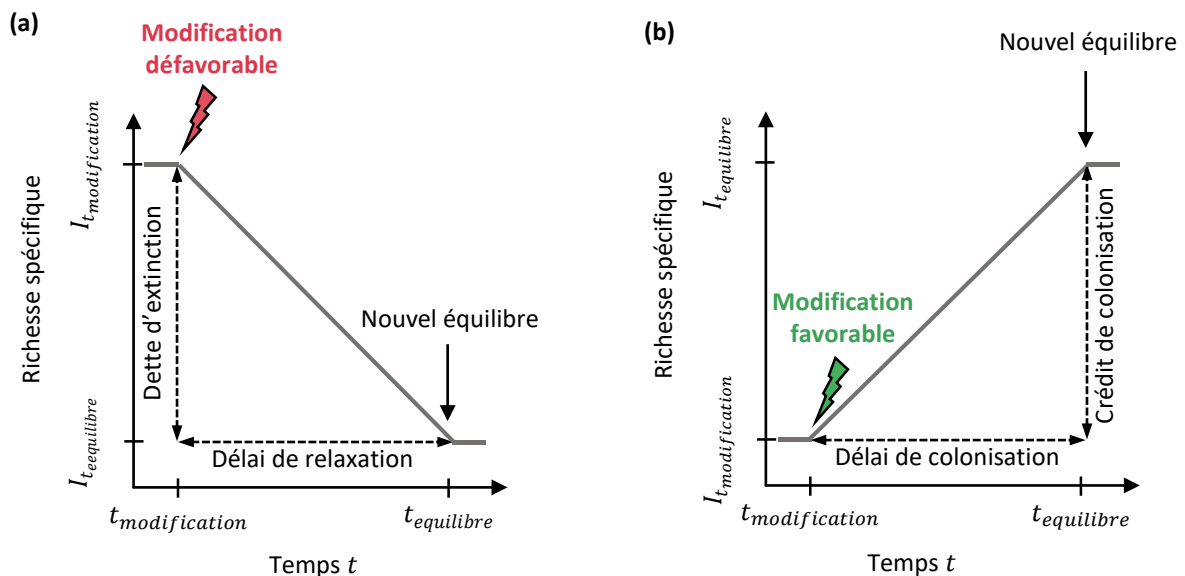 (a)
Modification
défavorable
Richesse spécifique
I_{t_{modification}}
I_{t_{eequilibre}}
Dette d'extinction
Nouvel équilibre
Délai de relaxation
t_{modification}
t_{equilibre}
Temps t
(b)
Nouvel équilibre
Richesse spécifique
I_{t_{equilibre}}
I_{t_{modification}}
Modification
favorable
Crédit de colonisation
Délai de colonisation
t_{modification}
t_{equilibre}
Temps t